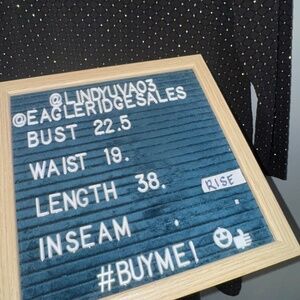 @LINDYUVA03
@EAGLERIDGESALES
BUST 22.5
WAIST 19.
LENGTH 38.
RISE .
INSEAM .
#BUYME!